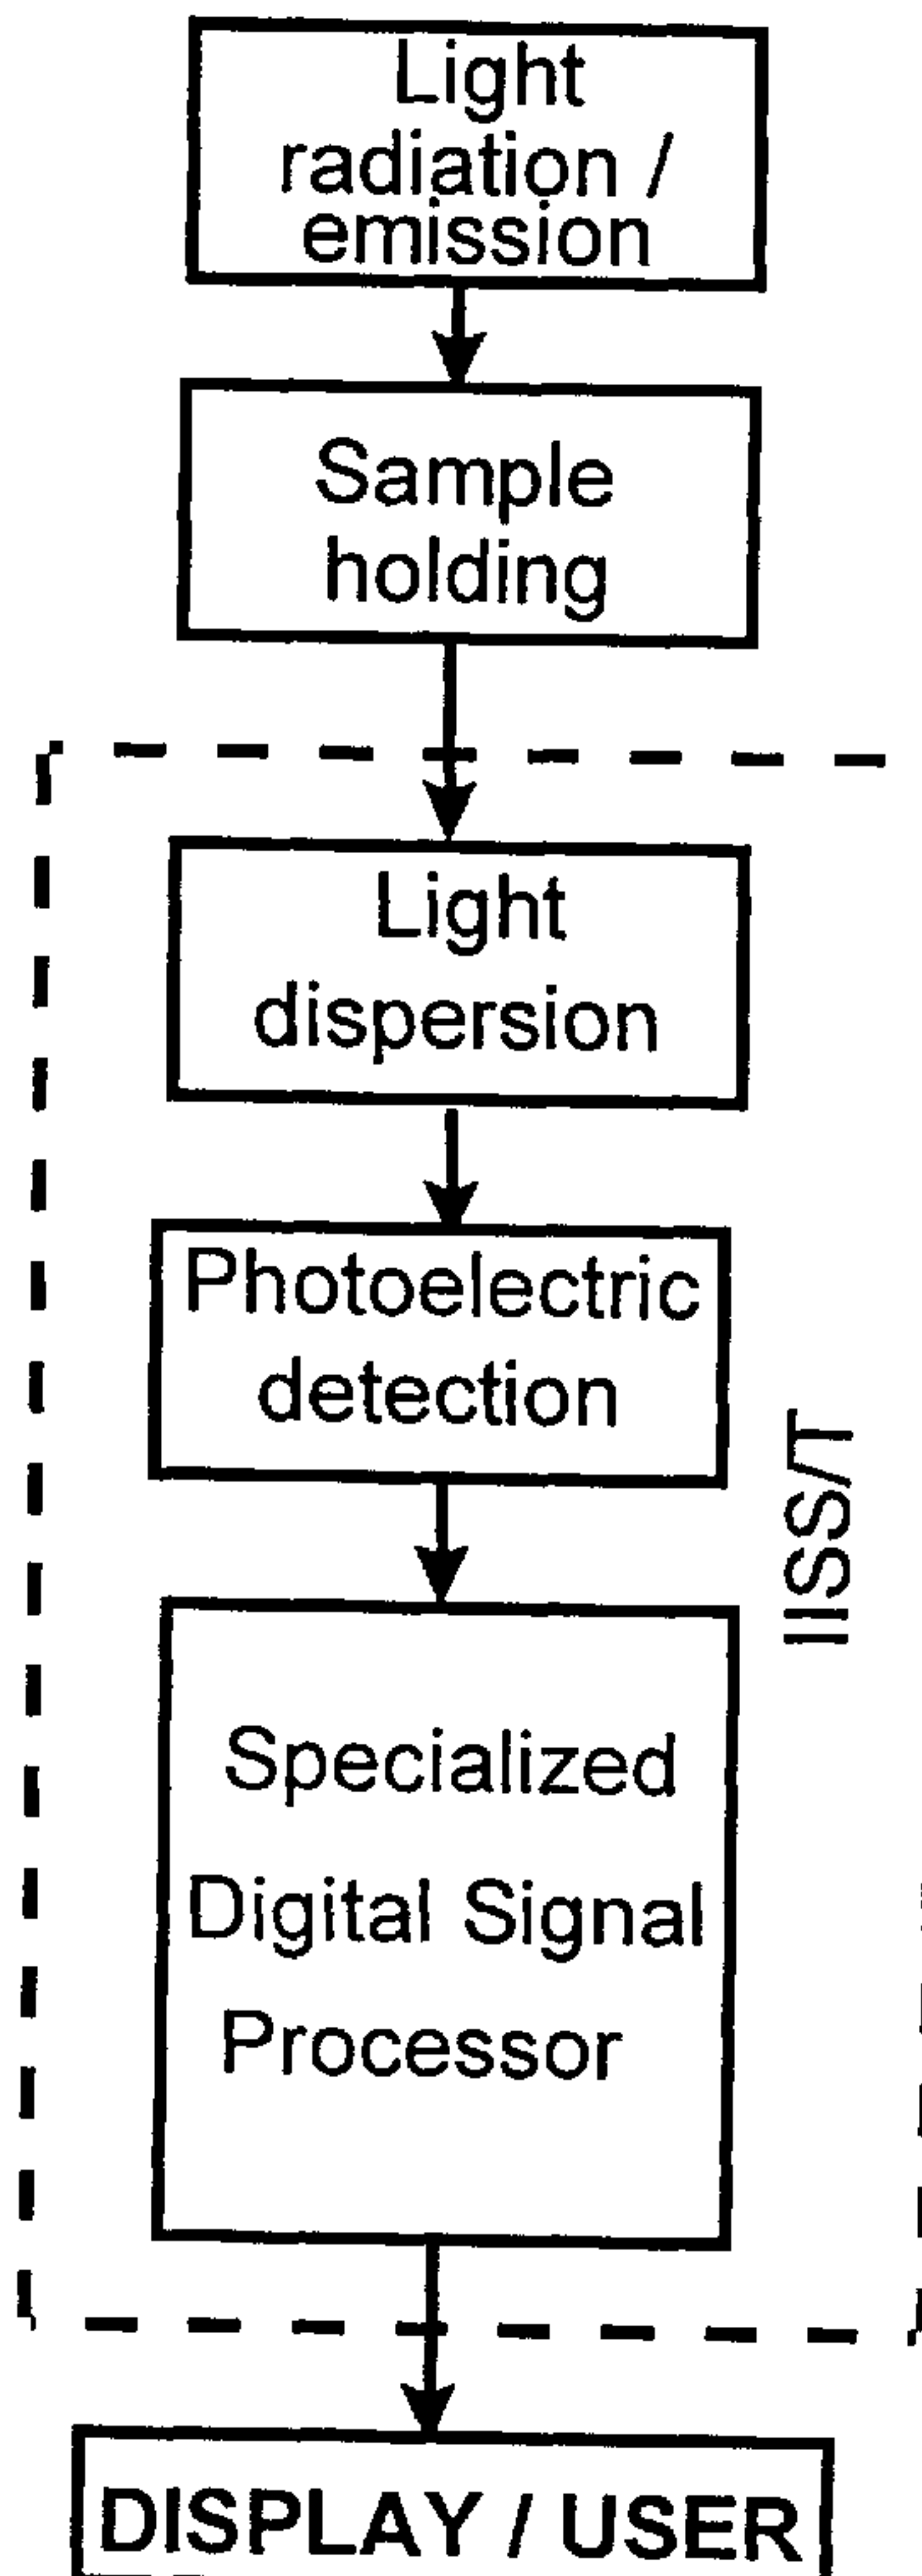 Light
radiation /
emission
Sample
holding
Light
dispersion
Photoelectric
detection
IISS/T
Specialized
Digital Signal
Processor
DISPLAY / USER